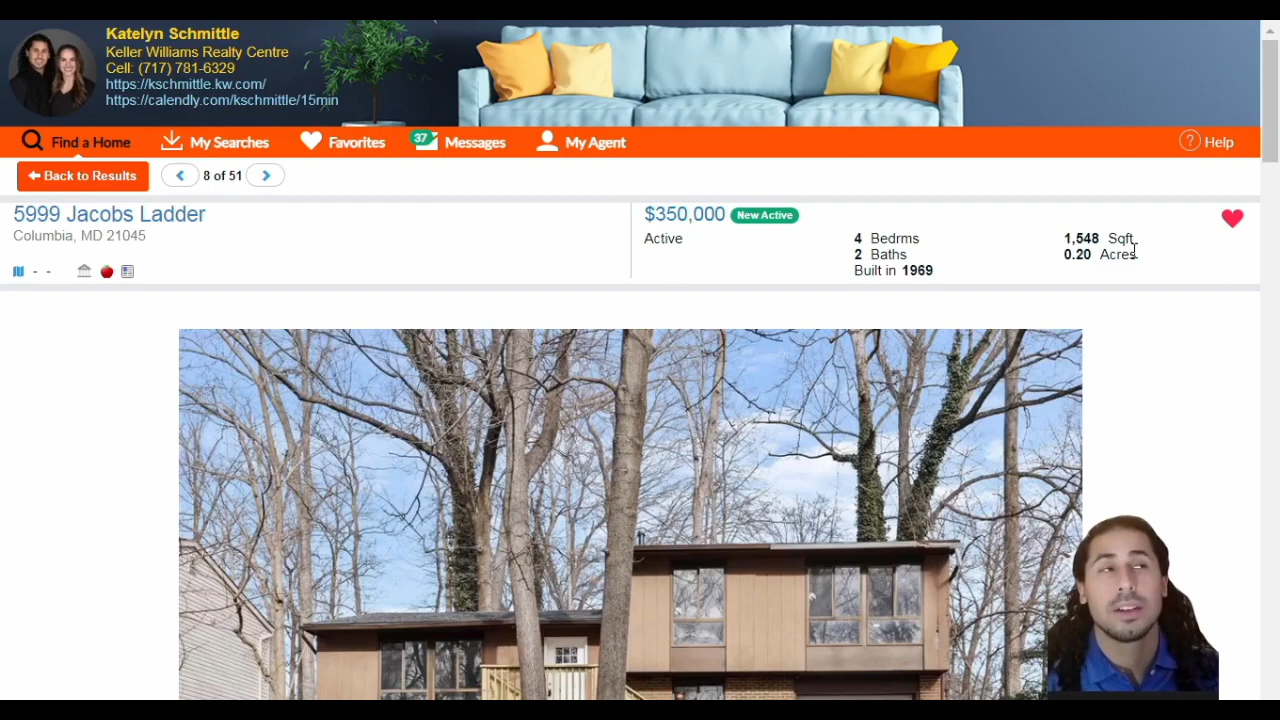 Katelyn Schmittle
Keller Williams Realty Centre
Cell: (717) 781-6329
https://kschmittle.kw.com/
https://calendly.com/kschmittle/15min
Find a Home
My Searches
Favorites
37
Messages
My Agent
? Help
Back to Results
8 of 51
5999 Jacobs Ladder
Columbia, MD 21045
- -
$350,000 New Active
Active
4 Bedrms
2 Baths
Built in 1969
1,548 Sqft
0.20 Acres